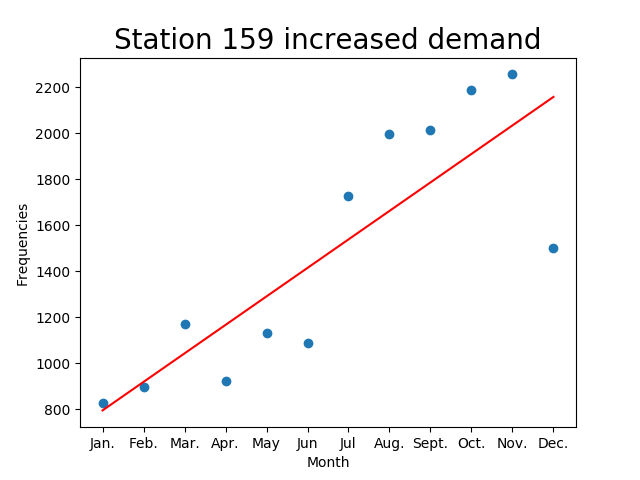 Station 159 increased demand
Frequencies
2200
2000
1800
1600
1400
1200
1000
800
Jan. Feb. Mar. Apr. May Jun Jul Aug. Sept. Oct. Nov. Dec.
Month